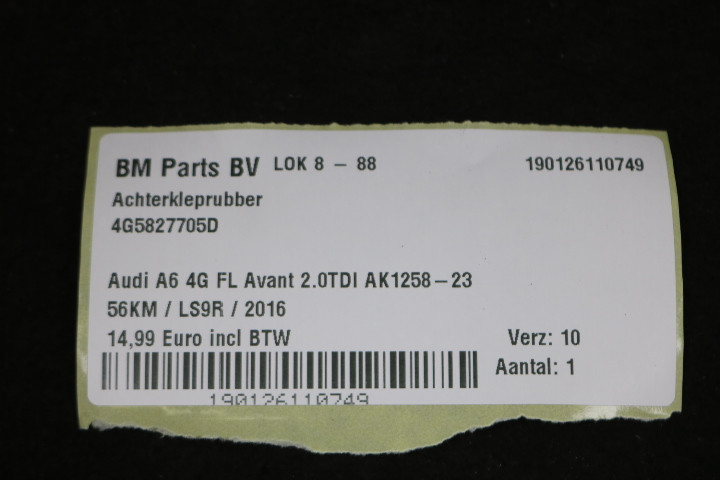 BM Parts BV LOK 8 - 88 190126110749
Achterkleprubber
4G5827705D
Audi A6 4G FL Avant 2.0TDI AK1258-23
56KM / LS9R / 2016
14,99 Euro incl BTW Verz: 10
Aantal: 1
190126110749